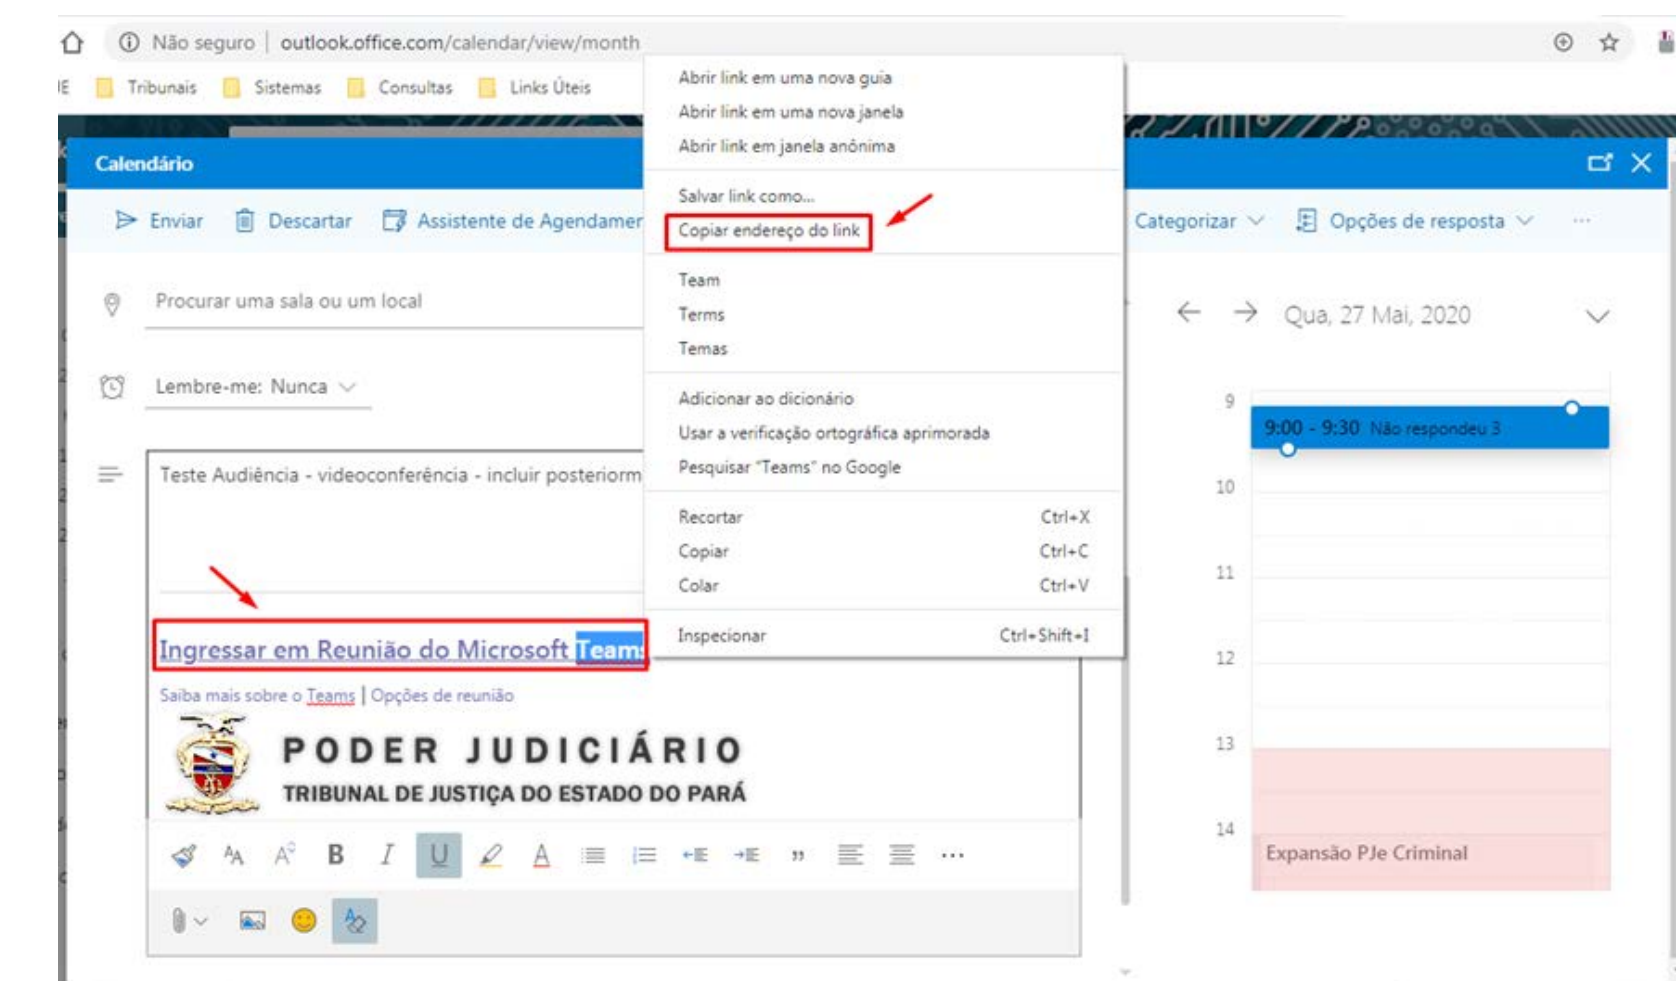 Não seguro | outlook.office.com/calendar/view/month
Tribunais Sistemas Consultas Links Úteis
Abrir link em uma nova guia
Abrir link em uma nova janela
Abrir link em janela anônima
Calendário
Salvar link como...
Enviar Descartar Assistente de Agendamen Categorizar Opções de resposta ...
Copiar endereço do link
Team
Procurar uma sala ou um local
Terms
Qua, 27 Mai, 2020
Temas
Lembre-me: Nunca
Adicionar ao dicionário
9
Usar a verificação ortográfica aprimorada
9:00 - 9:30 Não respondeu 3
Teste Audiência - videoconferência - incluir posteriorm
Pesquisar "Teams" no Google
10
Recortar Ctrl+X
Copiar Ctrl+C
11
Colar Ctrl+V
Inspecionar Ctrl+Shift+I
Ingressar em Reunião do Microsoft Teams
12
Saiba mais sobre o Teams | Opções de reunião
PODER JUDICIÁRIO
13
TRIBUNAL DE JUSTIÇA DO ESTADO DO PARÁ
14
Expansão PJe Criminal